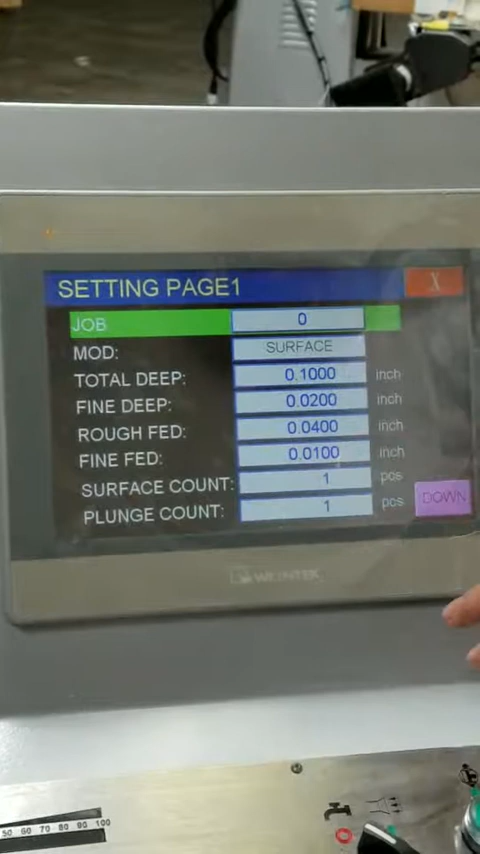 SETTING PAGE1 X
JOB 0
MOD: SURFACE
TOTAL DEEP: 0.1000 inch
FINE DEEP: 0.0200 inch
ROUGH FED: 0.0400 inch
FINE FED: 0.0100 inch
SURFACE COUNT: 1 pcs
PLUNGE COUNT: 1 pcs
DOWN
WEINTEK
50 60 70 80 90 100